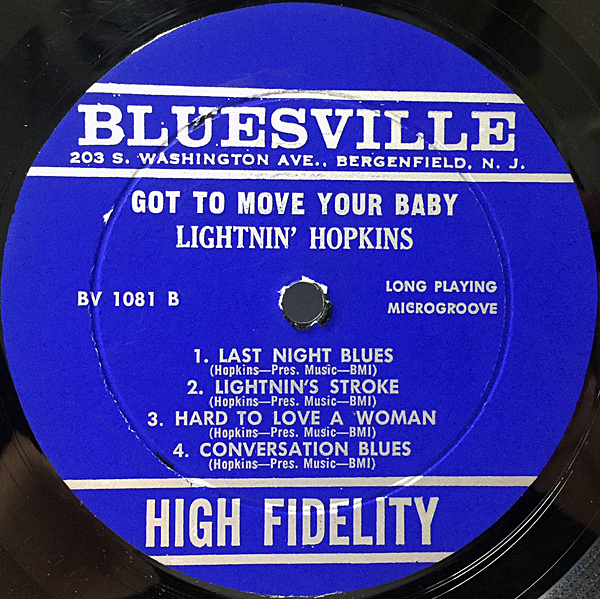 BLUESVILLE
203 S. WASHINGTON AVE., BERGENFIELD, N. J.
GOT TO MOVE YOUR BABY
LIGHTNIN' HOPKINS
BV 1081 B
LONG PLAYING
MICROGROOVE
1. LAST NIGHT BLUES
(Hopkins—Pres. Music—BMI)
2. LIGHTNIN'S STROKE
(Hopkins—Pres. Music—BMI)
3. HARD TO LOVE A WOMAN
(Hopkins—Pres. Music—BMI)
4. CONVERSATION BLUES
(Hopkins—Pres. Music—BMI)
HIGH FIDELITY